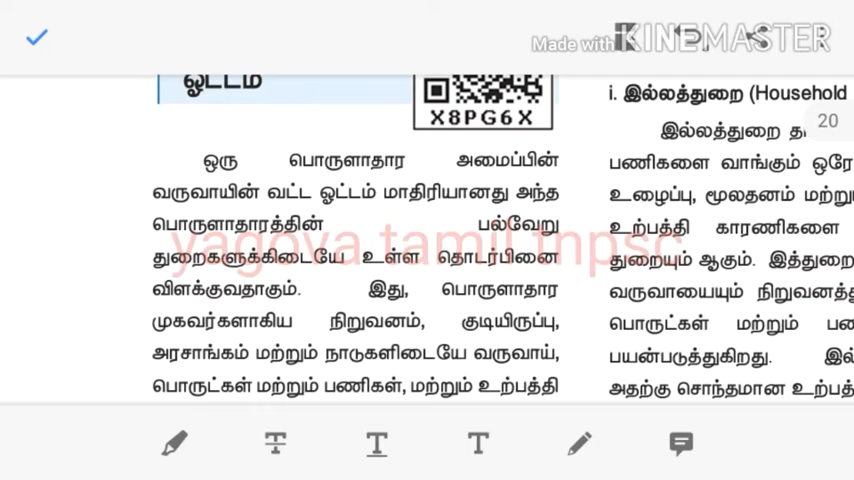 Made with KINEMASTER
ஓட்டம்
X8PG6X
ஒரு பொருளாதார அமைப்பின்
வருவாயின் வட்ட ஓட்டம் மாதிரியானது அந்த
பொருளாதாரத்தின் பல்வேறு
துறைகளுக்கிடையே உள்ள தொடர்பினை
விளக்குவதாகும். இது, பொருளாதார
முகவர்களாகிய நிறுவனம், குடியிருப்பு,
அரசாங்கம் மற்றும் நாடுகளிடையே வருவாய்,
பொருட்கள் மற்றும் பணிகள், மற்றும் உற்பத்தி
yagova tamil tnpsc
i. இல்லத்துறை (Household
20
இல்லத்துறை
பணிகளை வாங்கும் ஒரே
உழைப்பு, மூலதனம் மற்றும்
உற்பத்தி காரணிகளை
துறையும் ஆகும். இத்துறை
வருவாயையும்
பொருட்கள் மற்றும்
பயன்படுத்துகிறது.
அதற்கு சொந்தமான
T T T